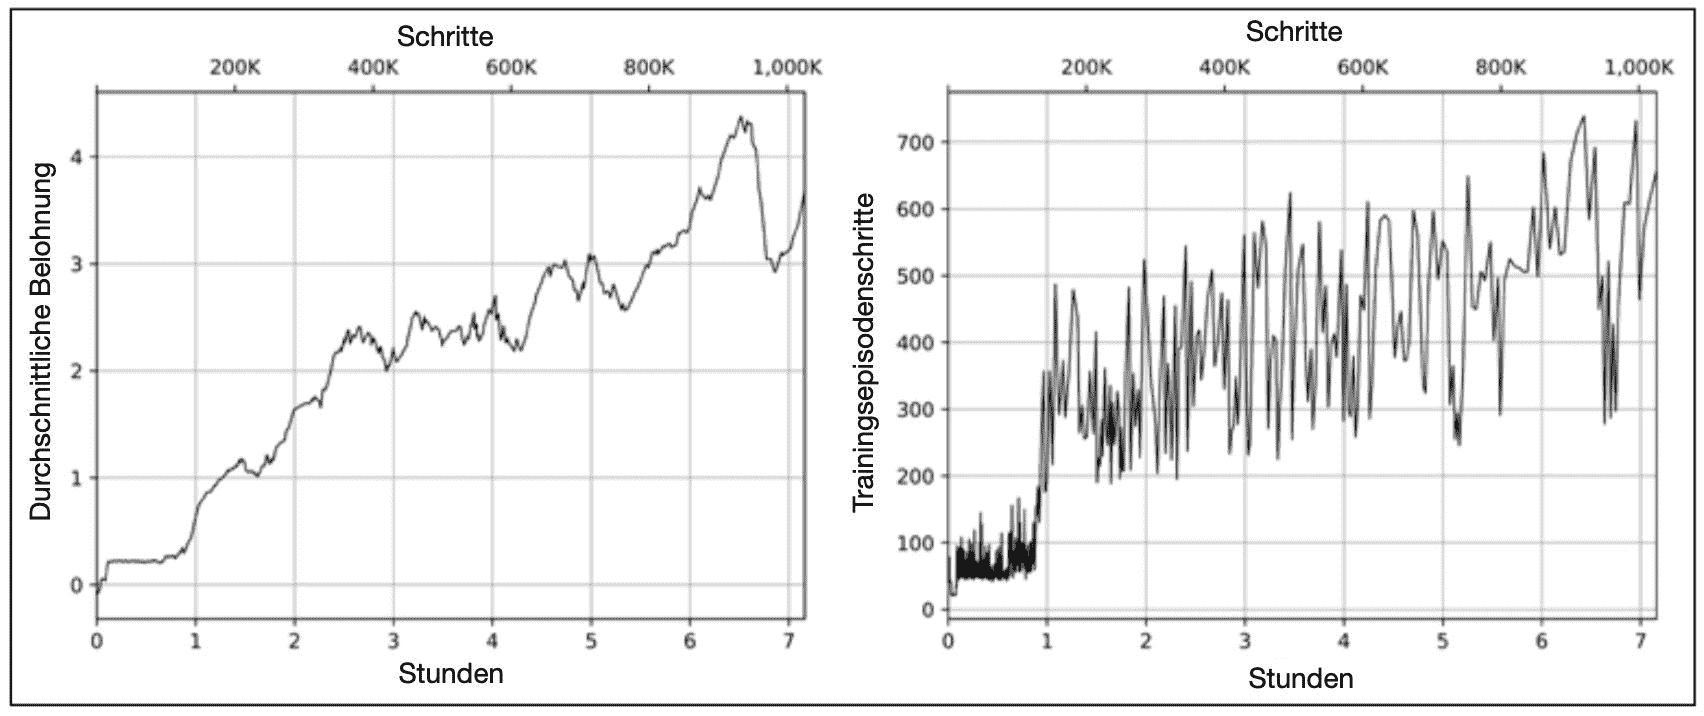 Schritte
200K 400K 600K 800K 1,000K
Durchschnittliche Belohnung
4
3
2
1
0
0 1 2 3 4 5 6 7
Stunden
Schritte
200K 400K 600K 800K 1,000K
Trainingsepisodenschritte
700
600
500
400
300
200
100
0
0 1 2 3 4 5 6 7
Stunden